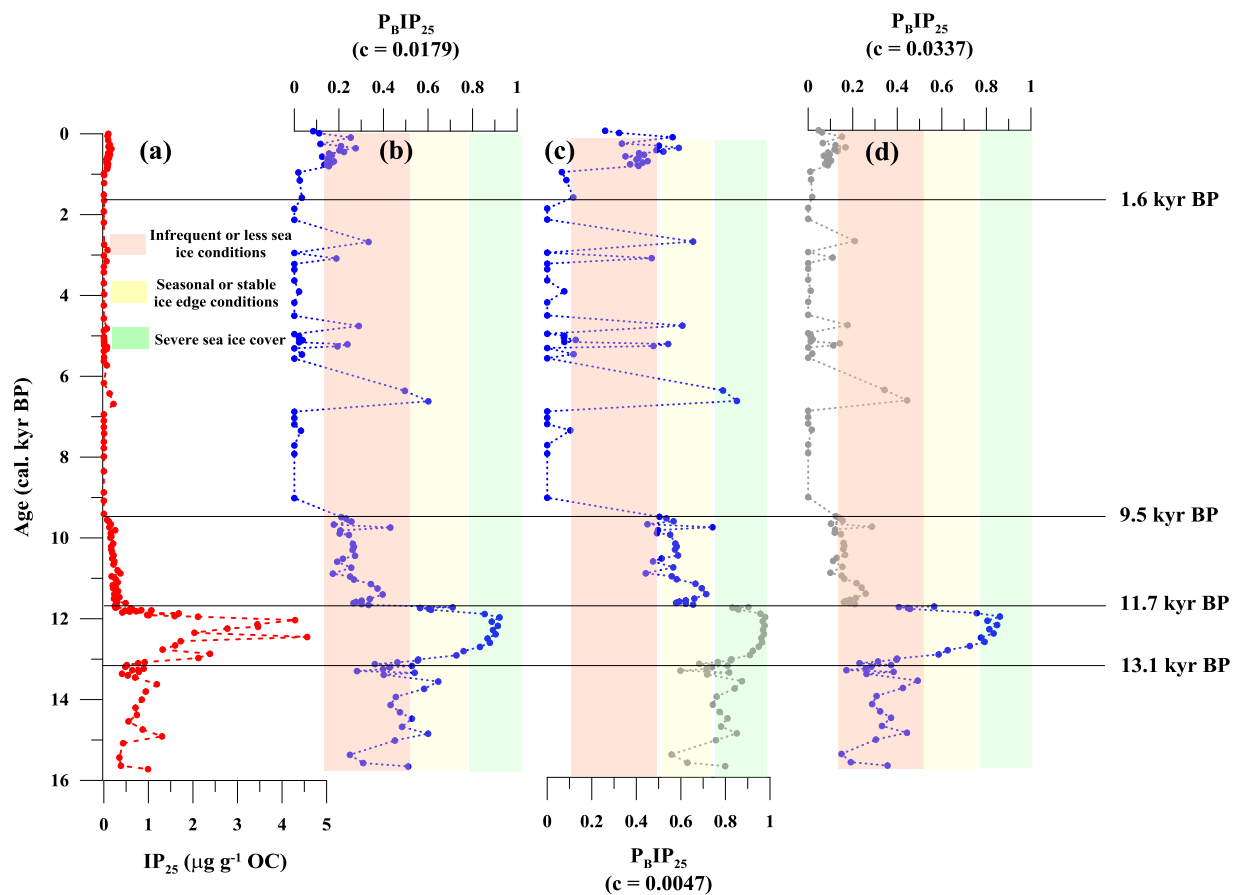 P_BIP_25
(c = 0.0179)
0 0.2 0.4 0.6 0.8 1
P_BIP_25
(c = 0.0337)
0 0.2 0.4 0.6 0.8 1
(a)
(b)
(c)
(d)
Age (cal. kyr BP)
0
2
4
6
8
10
12
14
16
Infrequent or less sea
ice conditions
Seasonal or stable
ice edge conditions
Severe sea ice cover
1.6 kyr BP
9.5 kyr BP
11.7 kyr BP
13.1 kyr BP
0 1 2 3 4 5
IP_25 (μg g^-1 OC)
0 0.2 0.4 0.6 0.8 1
P_BIP_25
(c = 0.0047)